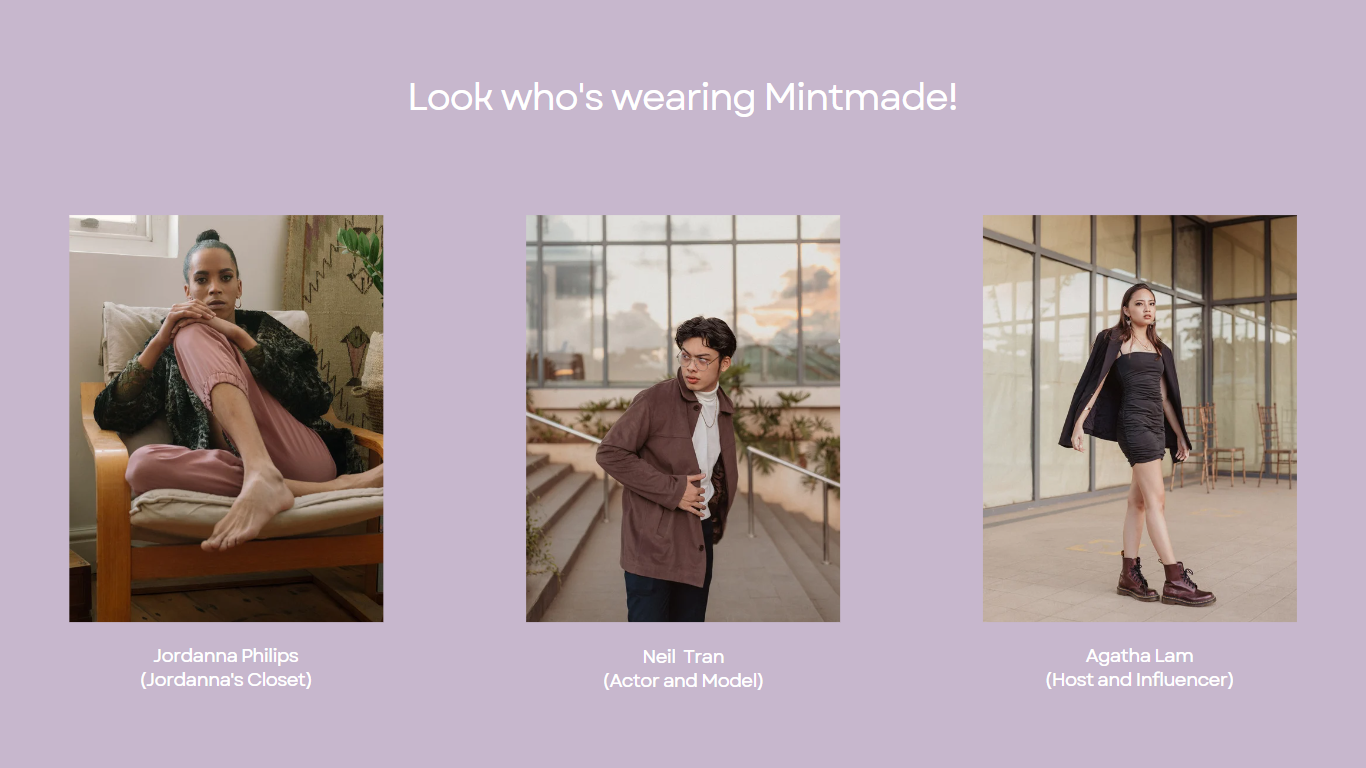 Look who's wearing Mintmade!
Jordanna Philips
(Jordanna's Closet)
Neil Tran
(Actor and Model)
Agatha Lam
(Host and Influencer)